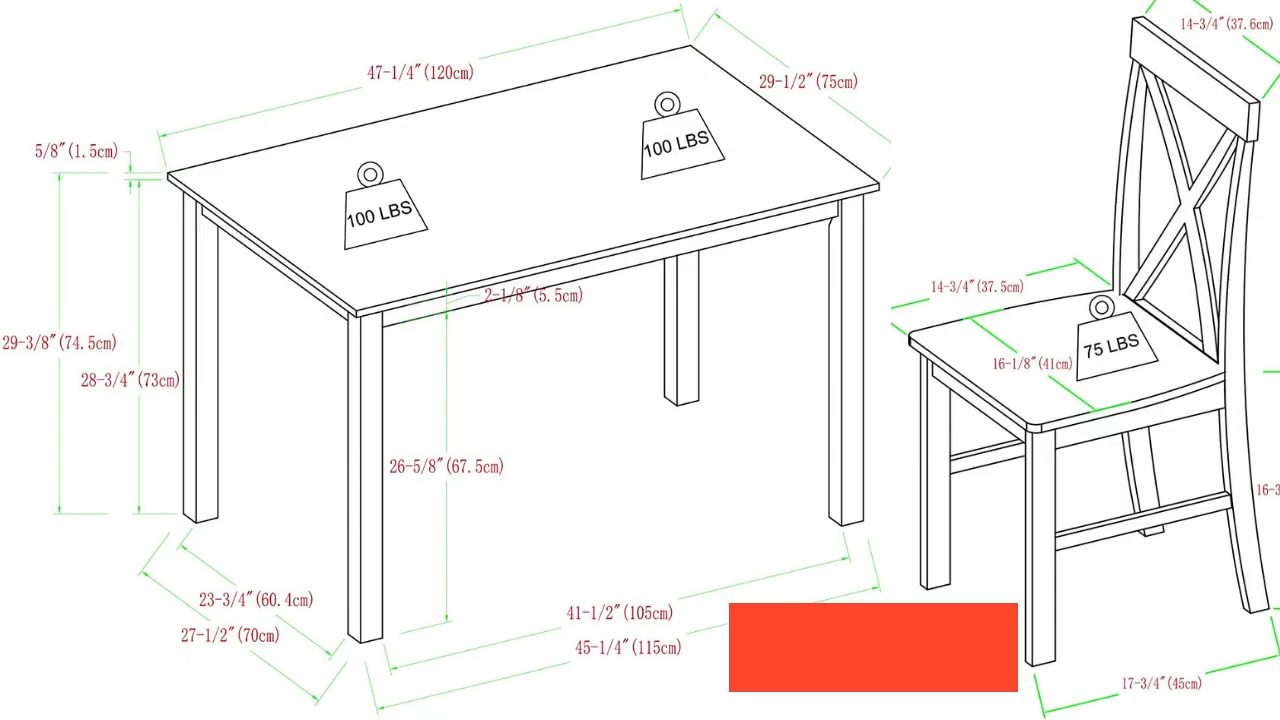 14-3/4"(37.6cm)
47-1/4"(120cm)
29-1/2"(75cm)
5/8"(1.5cm)
100 LBS
100 LBS
14-3/4"(37.5cm)
2-1/8"(5.5cm)
29-3/8"(74.5cm)
75 LBS
16-1/8"(41cm)
28-3/4"(73cm)
26-5/8"(67.5cm)
16-3
23-3/4"(60.4cm)
41-1/2"(105cm)
27-1/2"(70cm)
45-1/4"(115cm)
17-3/4"(45cm)